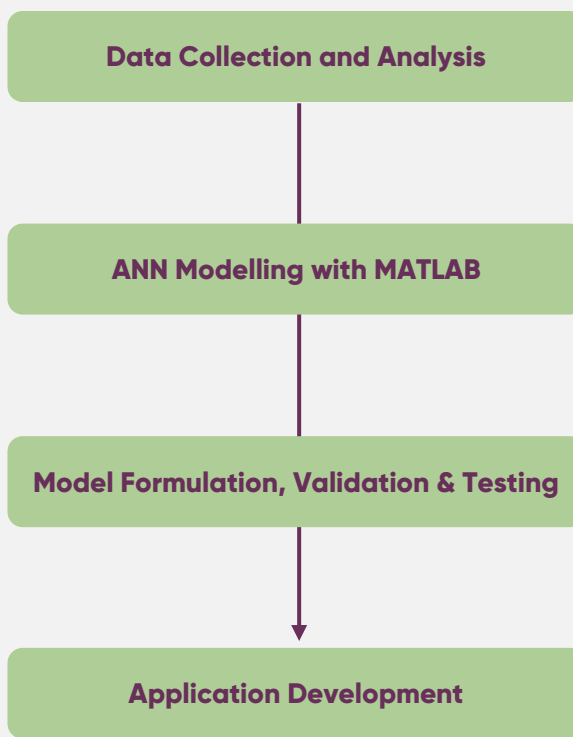 Data Collection and Analysis
ANN Modelling with MATLAB
Model Formulation, Validation & Testing
Application Development